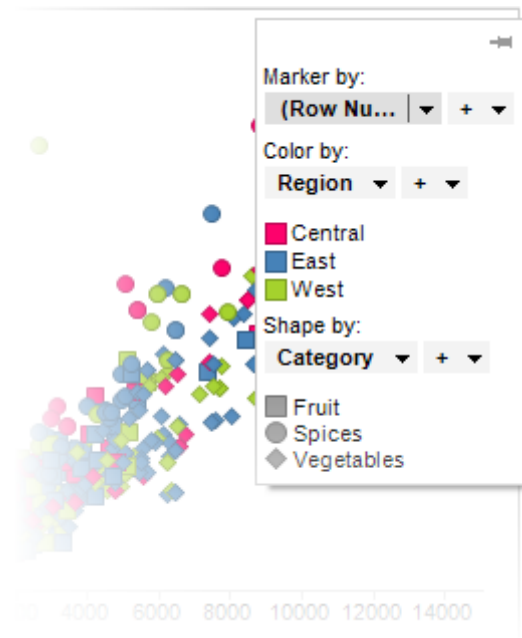 Marker by:
(Row Nu...
+
Color by:
Region
+
Central
East
West
Shape by:
Category
+
Fruit
Spices
Vegetables
4000 6000 8000 10000 12000 14000